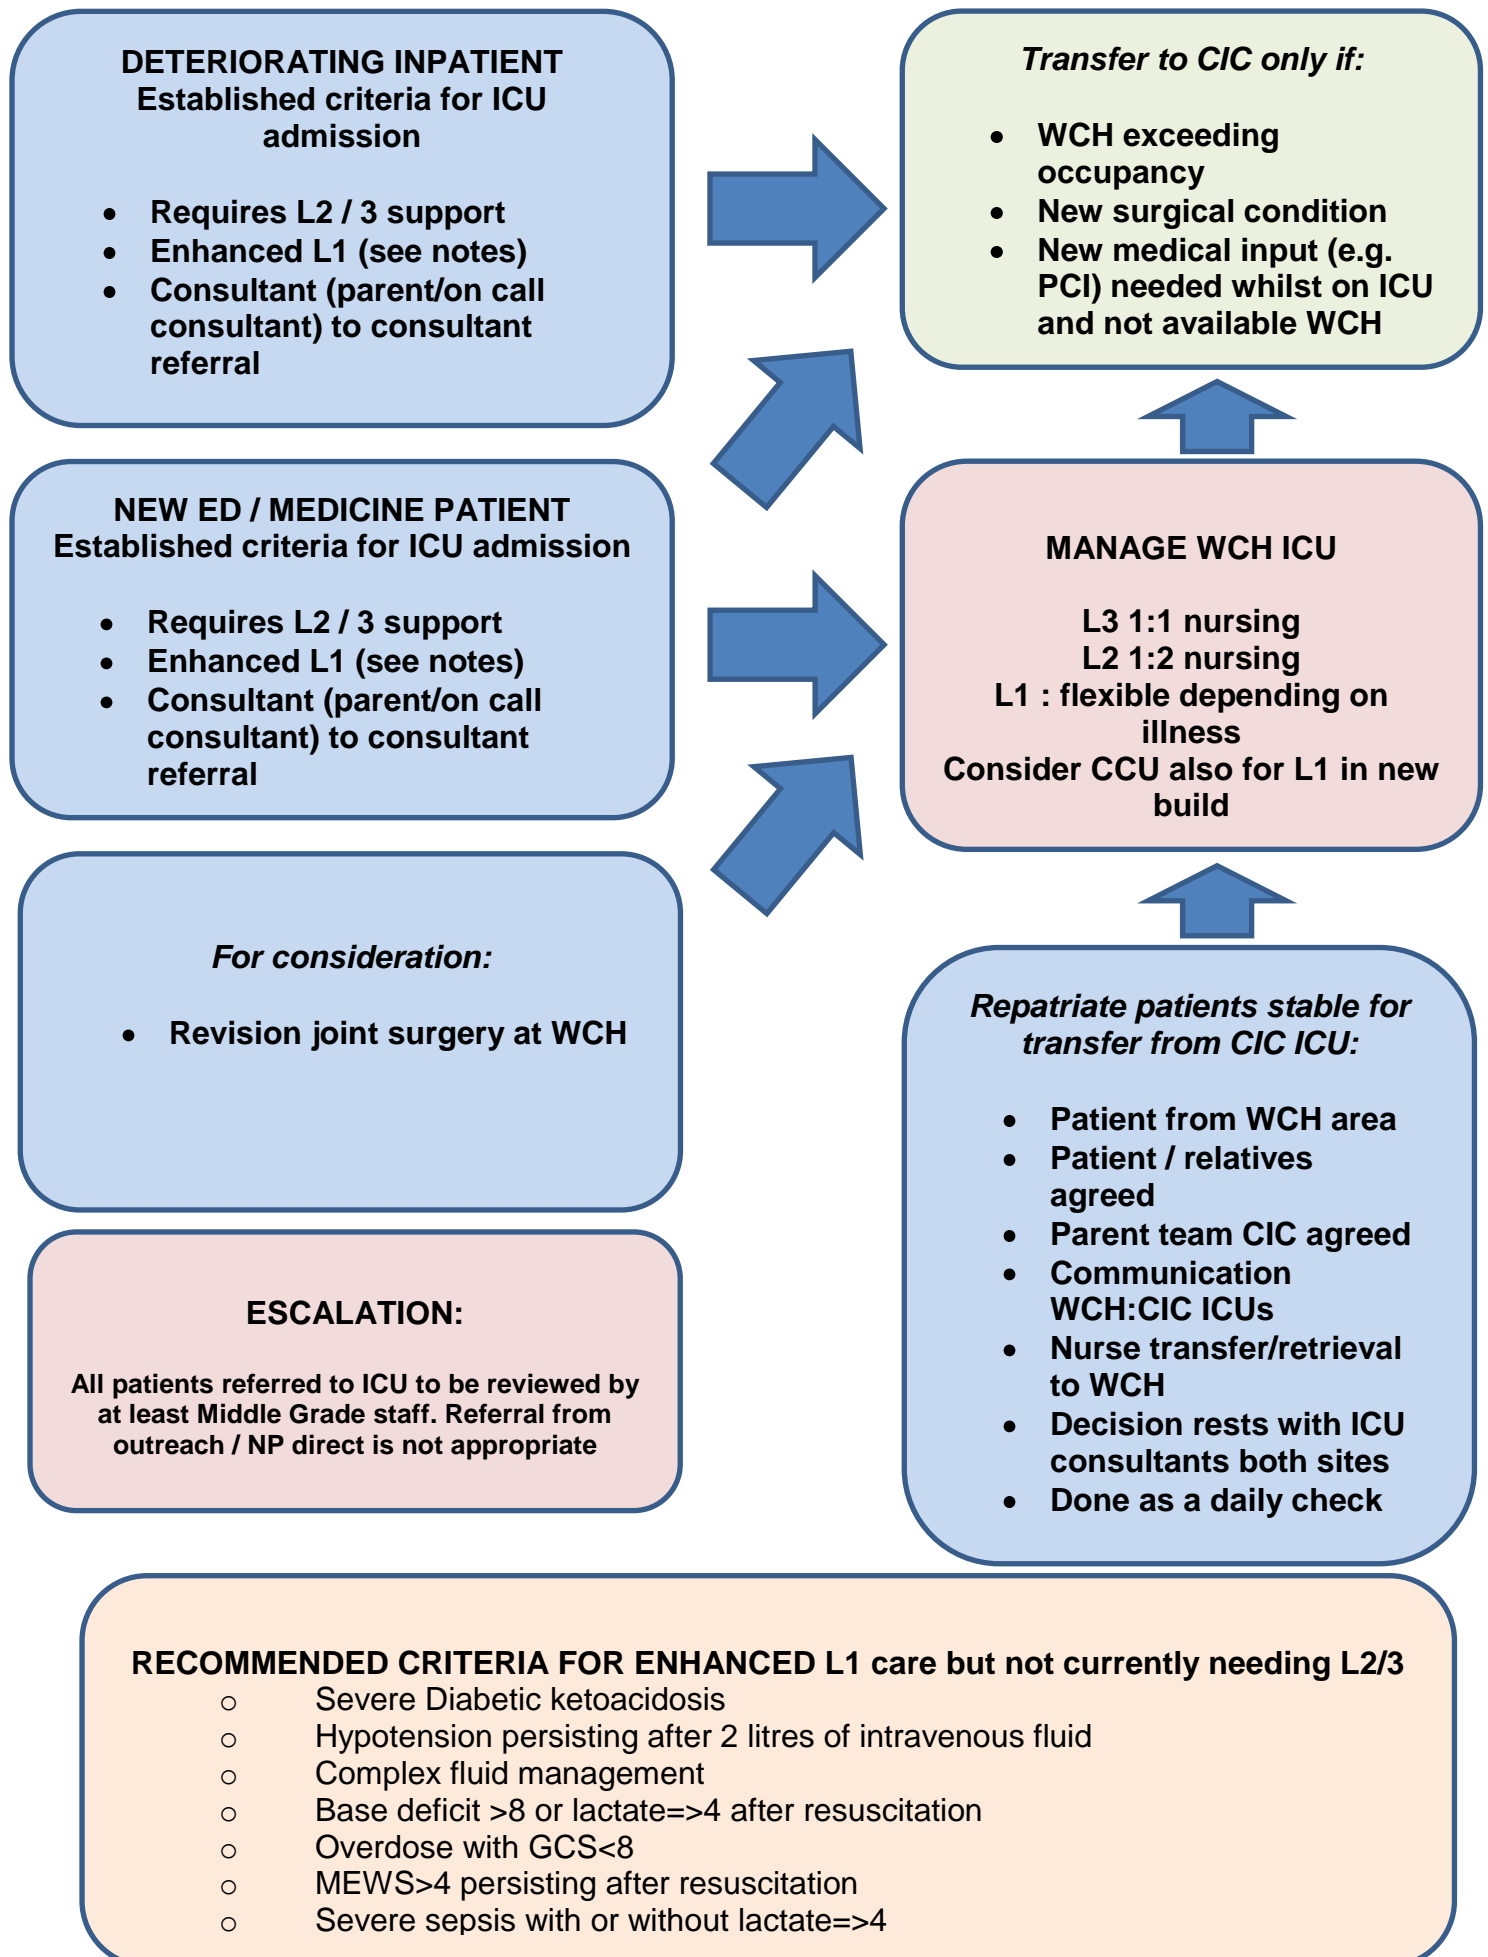 DETERIORATING INPATIENT
Established criteria for ICU
admission
• Requires L2 / 3 support
• Enhanced L1 (see notes)
• Consultant (parent/on call
consultant) to consultant
referral
Transfer to CIC only if:
• WCH exceeding
occupancy
• New surgical condition
• New medical input (e.g.
PCI) needed whilst on ICU
and not available WCH
NEW ED / MEDICINE PATIENT
Established criteria for ICU admission
• Requires L2 / 3 support
• Enhanced L1 (see notes)
• Consultant (parent/on call
consultant) to consultant
referral
MANAGE WCH ICU
L3 1:1 nursing
L2 1:2 nursing
L1 : flexible depending on
illness
Consider CCU also for L1 in new
build
For consideration:
• Revision joint surgery at WCH
Repatriate patients stable for
transfer from CIC ICU:
• Patient from WCH area
• Patient / relatives
agreed
• Parent team CIC agreed
• Communication
WCH:CIC ICUs
• Nurse transfer/retrieval
to WCH
• Decision rests with ICU
consultants both sites
• Done as a daily check
ESCALATION:
All patients referred to ICU to be reviewed by
at least Middle Grade staff. Referral from
outreach / NP direct is not appropriate
RECOMMENDED CRITERIA FOR ENHANCED L1 care but not currently needing L2/3
○ Severe Diabetic ketoacidosis
○ Hypotension persisting after 2 litres of intravenous fluid
○ Complex fluid management
○ Base deficit >8 or lactate=>4 after resuscitation
○ Overdose with GCS<8
○ MEWS>4 persisting after resuscitation
○ Severe sepsis with or without lactate=>4